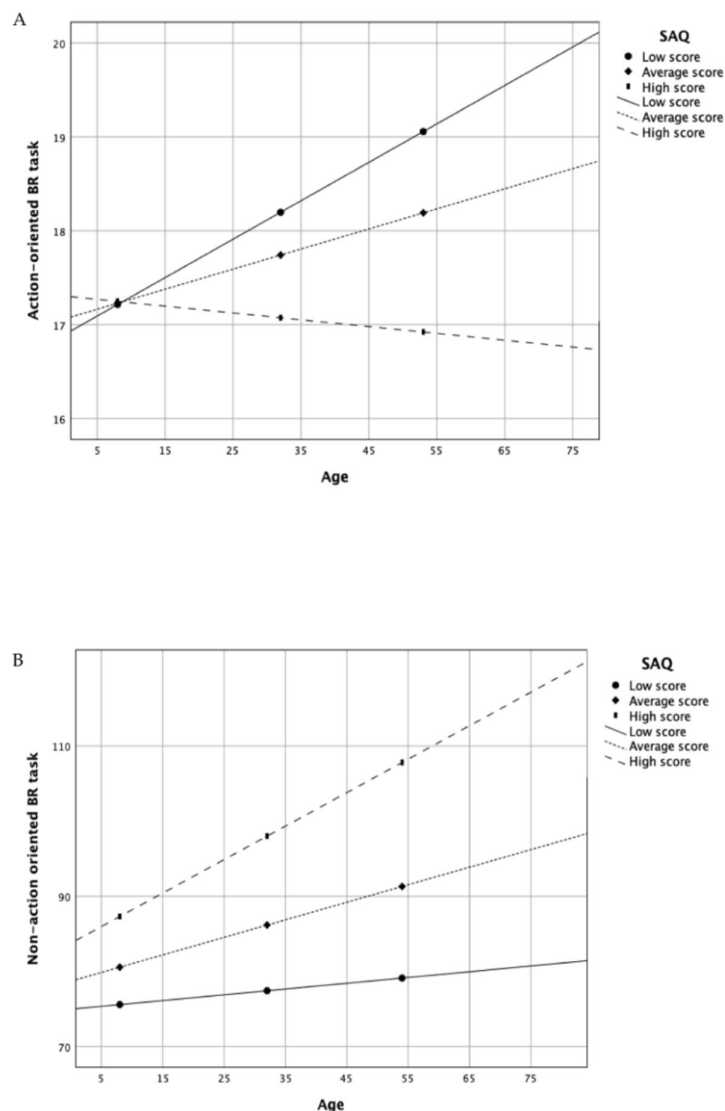 A
SAQ
Low score
Average score
High score
Low score
Average score
High score
20
19
18
17
16
Action-oriented BR task
5 15 25 35 45 55 65 75
Age
B
SAQ
Low score
Average score
High score
Low score
Average score
High score
110
90
70
Non-action oriented BR task
5 15 25 35 45 55 65 75
Age